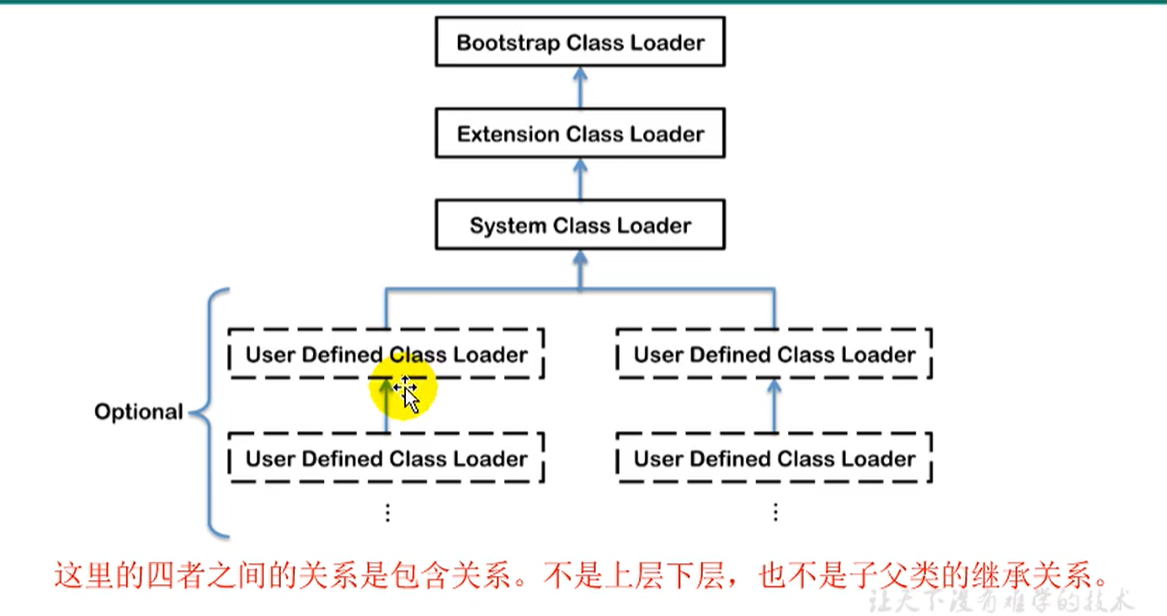 Bootstrap Class Loader
Extension Class Loader
System Class Loader
User Defined Class Loader
User Defined Class Loader
Optional
User Defined Class Loader
User Defined Class Loader
这里的四者之间的关系是包含关系。不是上层下层，也不是子父类的继承关系。
让天下没有难学的技术